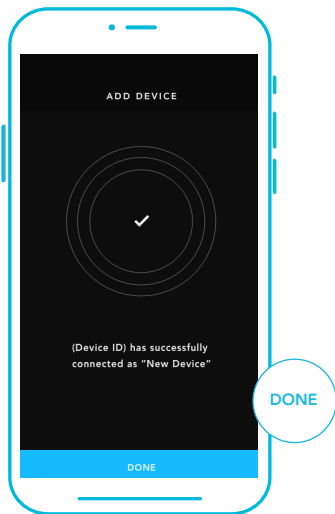 ADD DEVICE
(Device ID) has successfully
connected as “New Device”
DONE
DONE